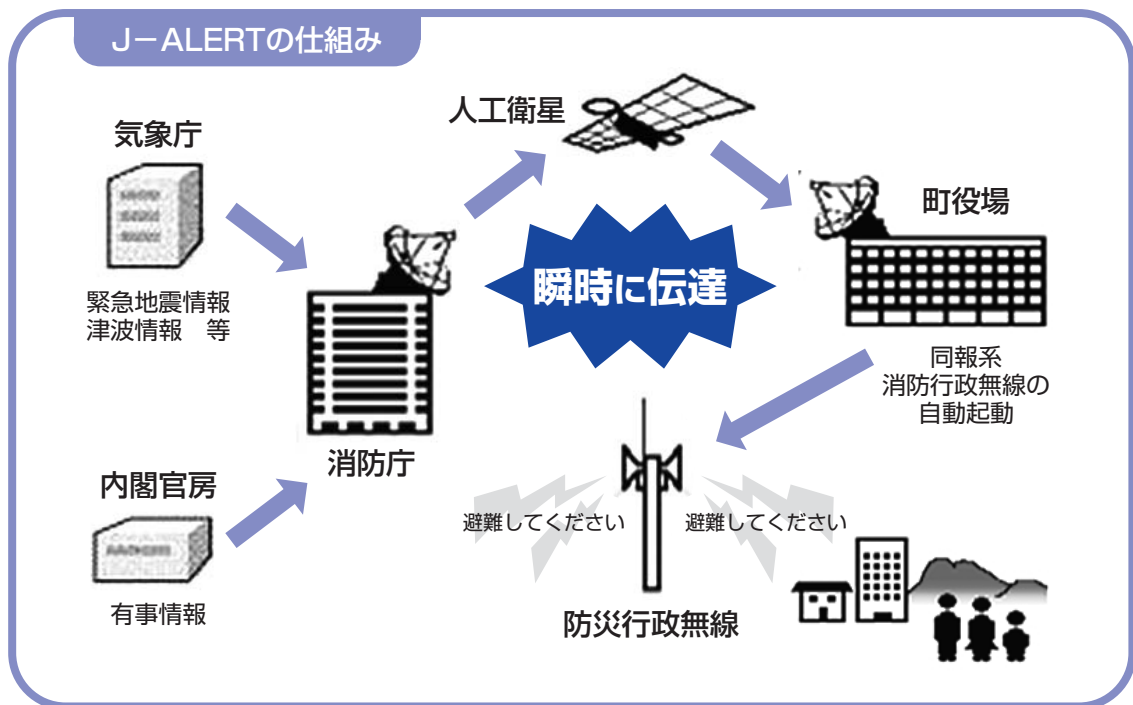 J−ALERTの仕組み
気象庁
緊急地震情報
津波情報　等
内閣官房
有事情報
消防庁
人工衛星
瞬時に伝達
町役場
同報系
消防行政無線の
自動起動
避難してください
避難してください
防災行政無線